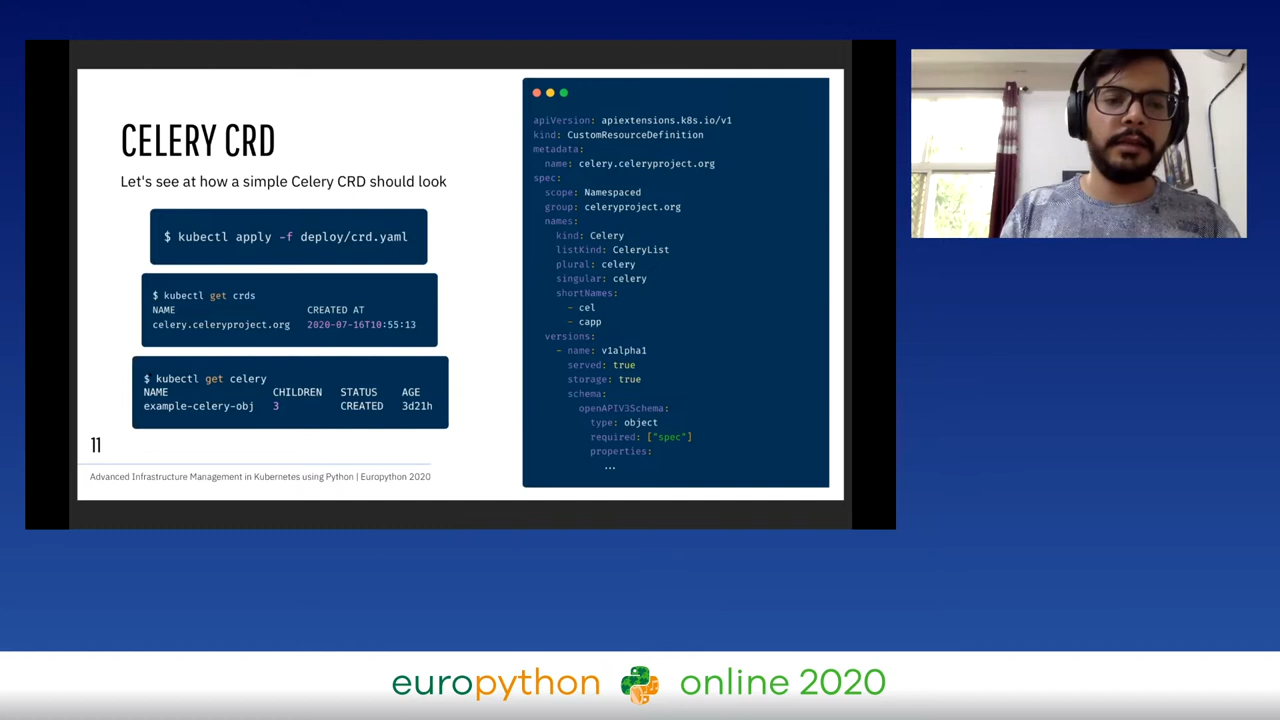 CELERY CRD
Let's see at how a simple Celery CRD should look
$ kubectl apply -f deploy/crd.yaml
$ kubectl get crds
NAME CREATED AT
celery.celeryproject.org 2020-07-16T10:55:13
$ kubectl get celery
NAME CHILDREN STATUS AGE
example-celery-obj 3 CREATED 3d21h
11
Advanced Infrastructure Management in Kubernetes using Python | Europython 2020
apiVersion: apiextensions.k8s.io/v1
kind: CustomResourceDefinition
metadata:
name: celery.celeryproject.org
spec:
scope: Namespaced
group: celeryproject.org
names:
kind: Celery
listKind: CeleryList
plural: celery
singular: celery
shortNames:
- cel
- capp
versions:
- name: v1alpha1
served: true
storage: true
schema:
openAPIV3Schema:
type: object
required: ["spec"]
properties:
...
europython online 2020